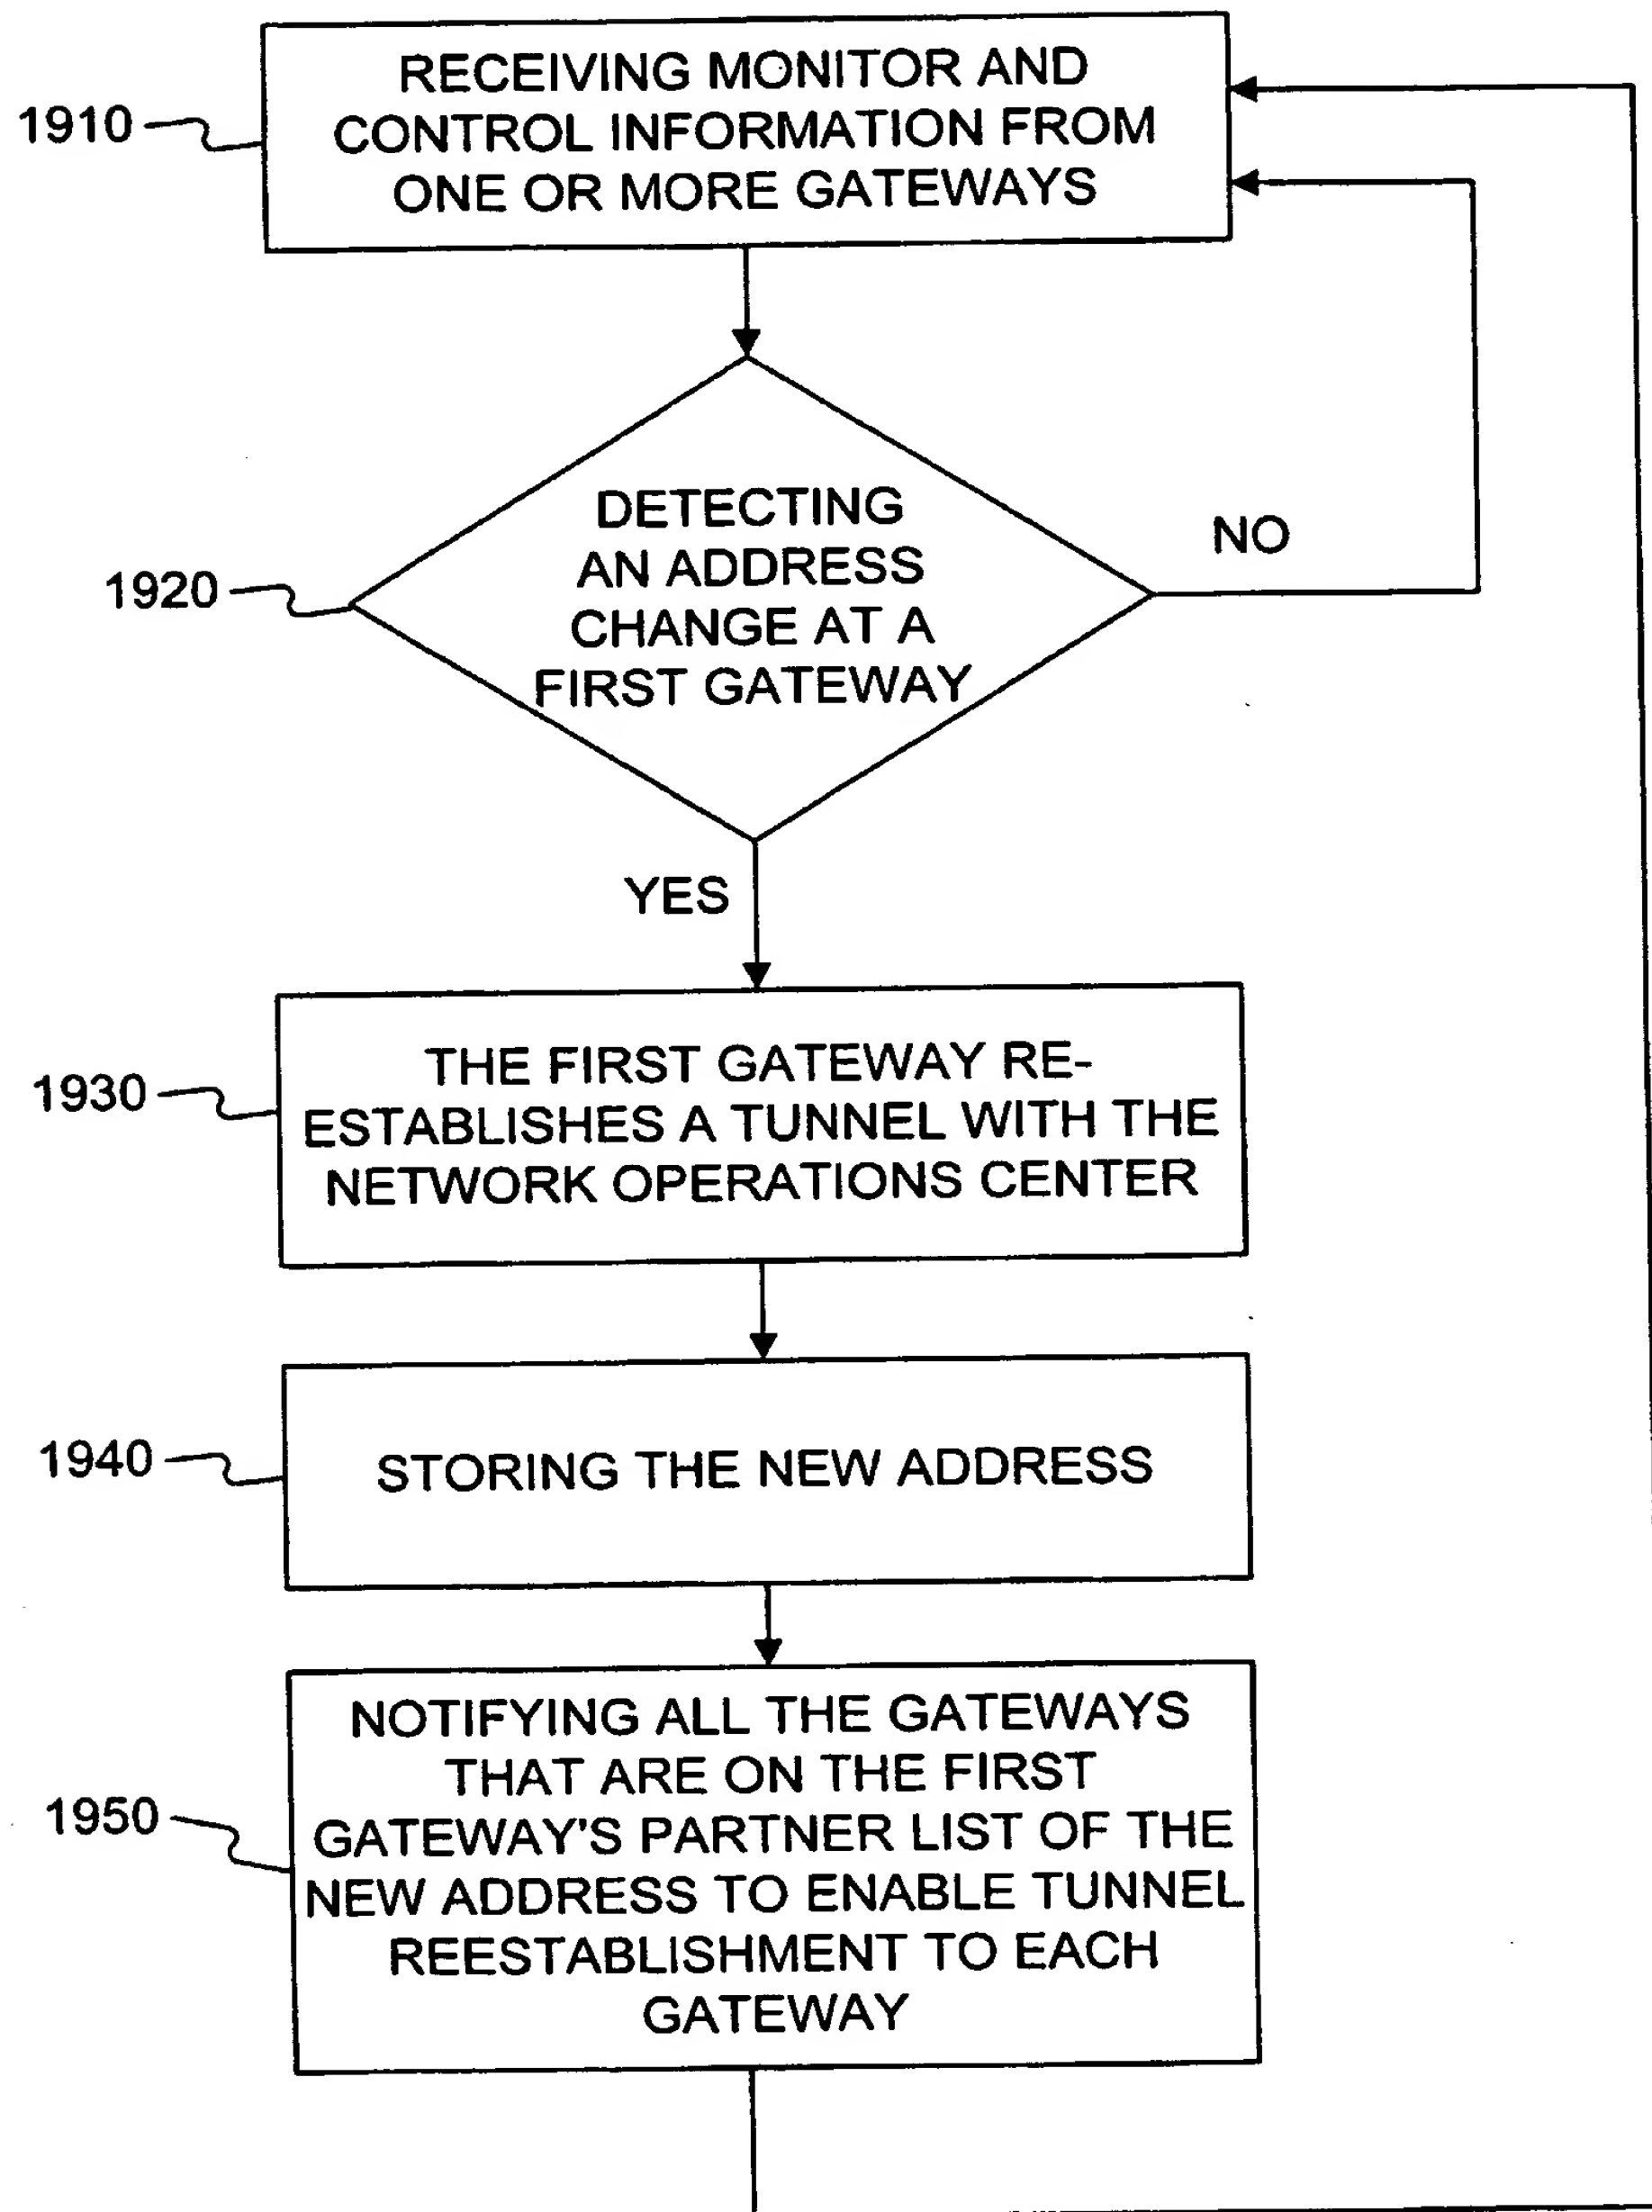 RECEIVING MONITOR AND
CONTROL INFORMATION FROM
ONE OR MORE GATEWAYS
1910
DETECTING
AN ADDRESS
CHANGE AT A
FIRST GATEWAY
1920
NO
YES
THE FIRST GATEWAY RE-
ESTABLISHES A TUNNEL WITH THE
NETWORK OPERATIONS CENTER
1930
STORING THE NEW ADDRESS
1940
NOTIFYING ALL THE GATEWAYS
THAT ARE ON THE FIRST
GATEWAY'S PARTNER LIST OF THE
NEW ADDRESS TO ENABLE TUNNEL
REESTABLISHMENT TO EACH
GATEWAY
1950